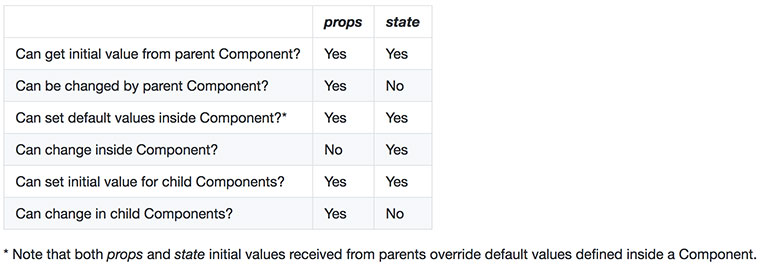 props state
Can get initial value from parent Component? Yes Yes
Can be changed by parent Component? Yes No
Can set default values inside Component?* Yes Yes
Can change inside Component? No Yes
Can set initial value for child Components? Yes Yes
Can change in child Components? Yes No
* Note that both props and state initial values received from parents override default values defined inside a Component.